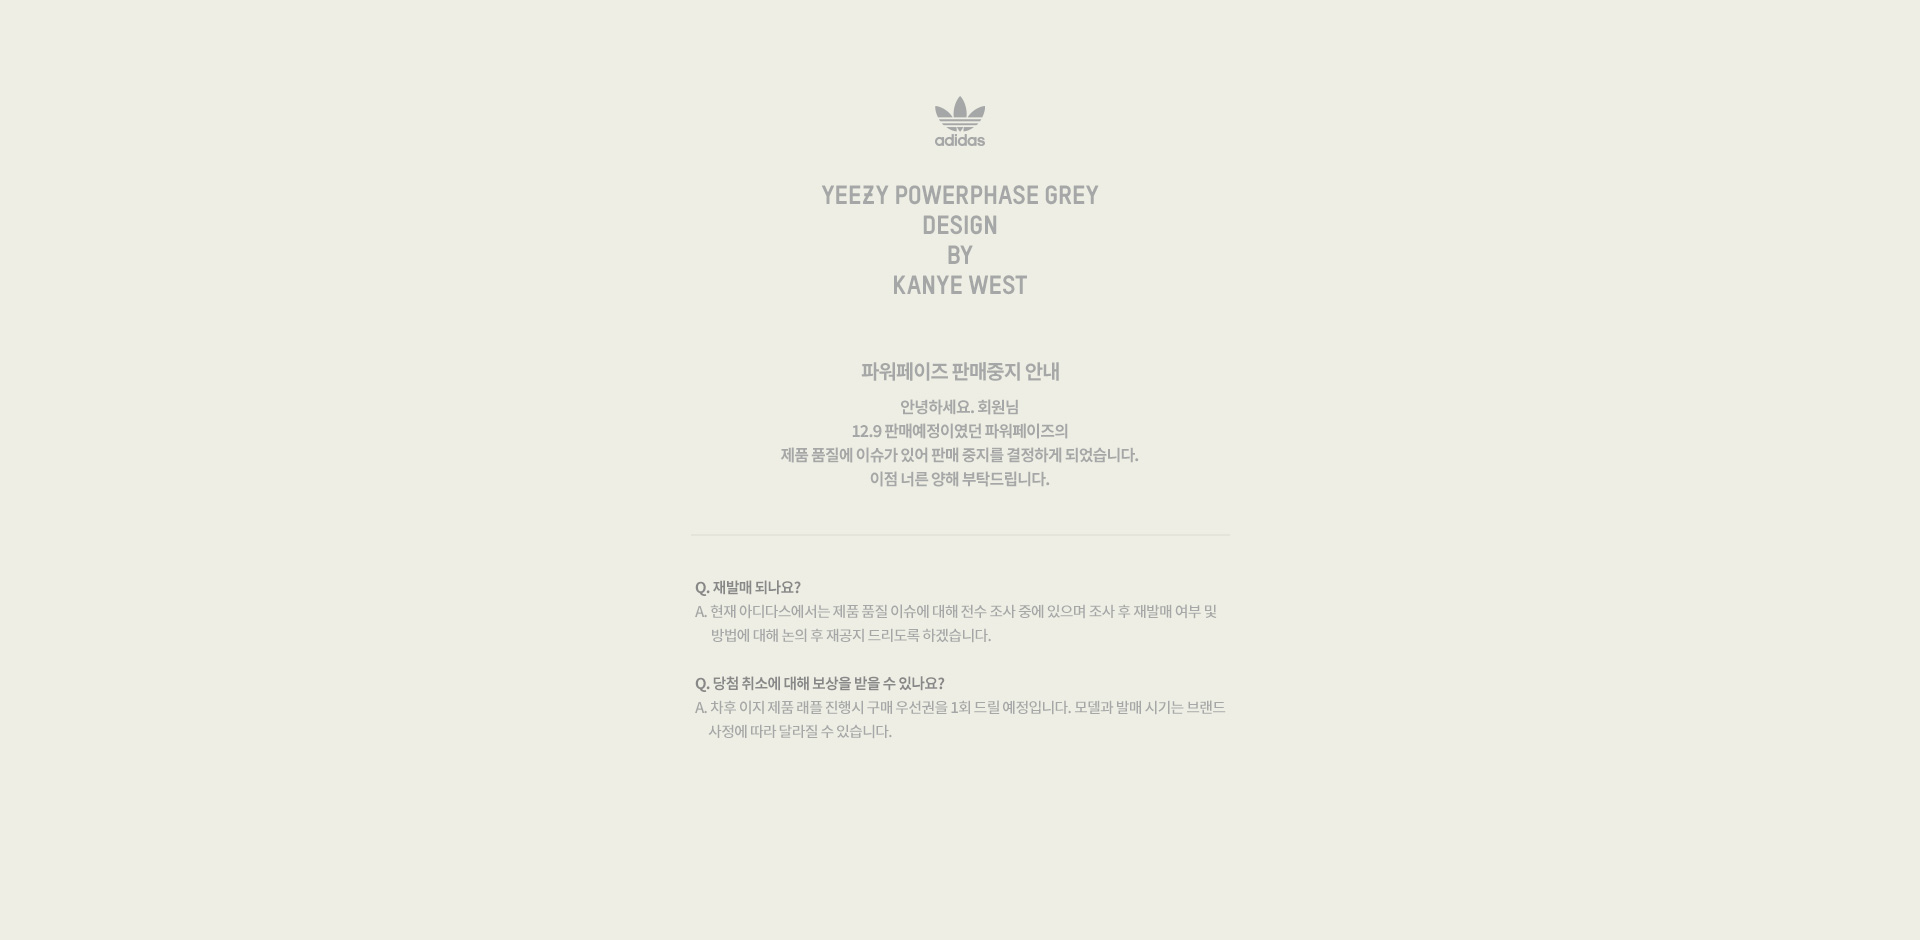 adidas
YEEZY POWERPHASE GREY
DESIGN
BY
KANYE WEST
파워페이즈 판매중지 안내
안녕하세요. 회원님
12.9 판매예정이였던 파워페이즈의
제품 품질에 이슈가 있어 판매 중지를 결정하게 되었습니다.
이점 너른 양해 부탁드립니다.
Q. 재발매 되나요?
A. 현재 아디다스에서는 제품 품질 이슈에 대해 전수 조사 중에 있으며 조사 후 재발매 여부 및
방법에 대해 논의 후 재공지 드리도록 하겠습니다.
Q. 당첨 취소에 대해 보상을 받을 수 있나요?
A. 차후 이지 제품 래플 진행시 구매 우선권을 1회 드릴 예정입니다. 모델과 발매 시기는 브랜드
사정에 따라 달라질 수 있습니다.